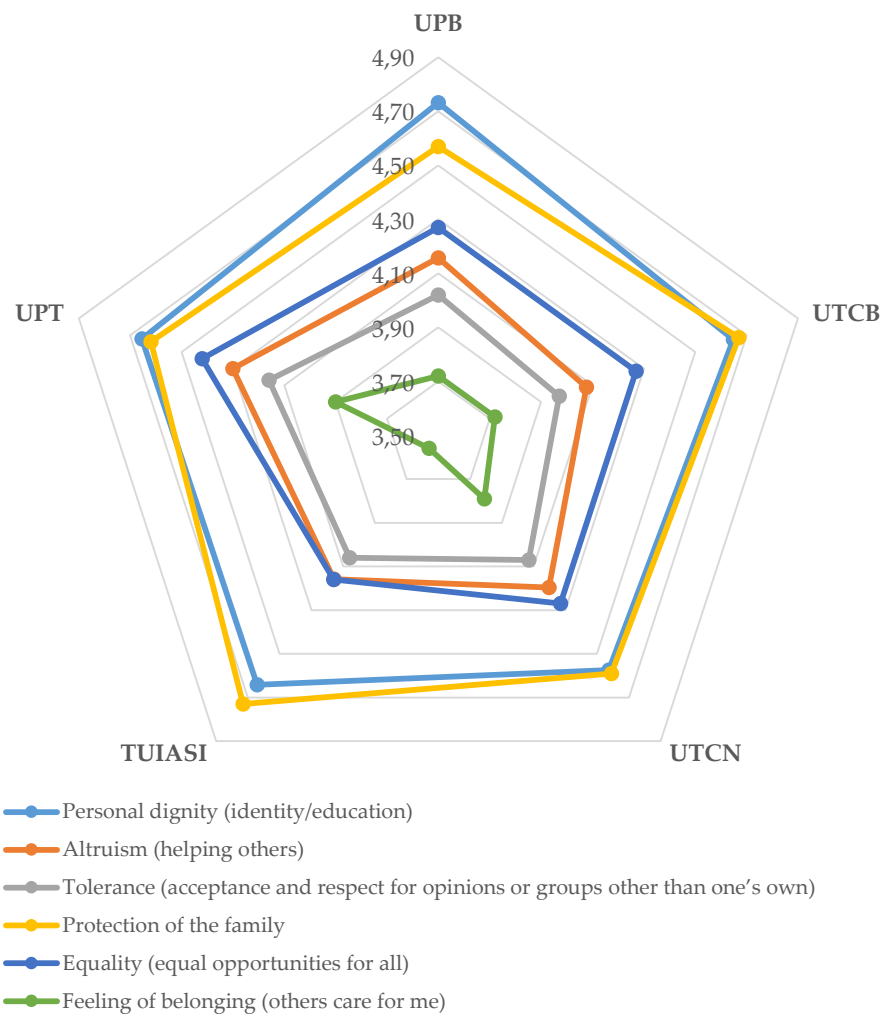 UPB
4,90
4,70
4,50
4,30
4,10
3,90
3,70
3,50
UPT
UTCB
TUIASI
UTCN
Personal dignity (identity/education)
Altruism (helping others)
Tolerance (acceptance and respect for opinions or groups other than one’s own)
Protection of the family
Equality (equal opportunities for all)
Feeling of belonging (others care for me)